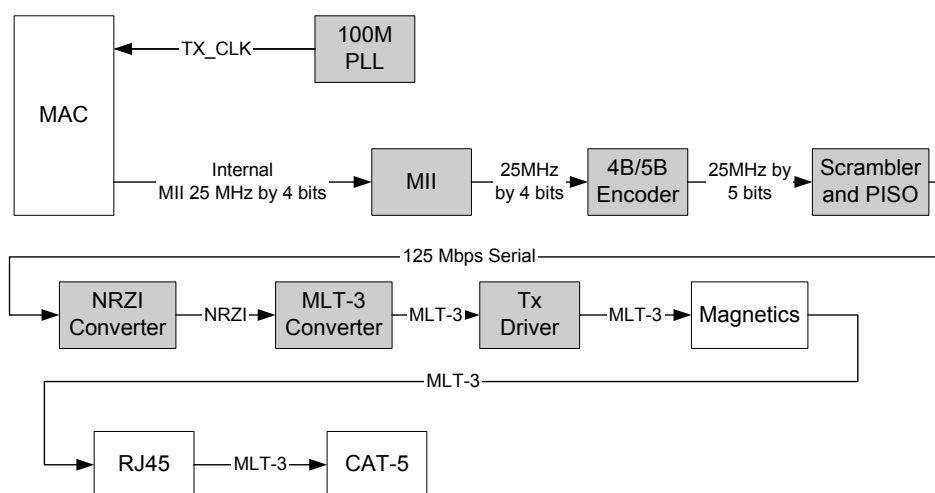 100M
PLL
TX_CLK
MAC
Internal
MII 25 MHz by 4 bits
MII
25MHz
by 4 bits
4B/5B
Encoder
25MHz by
5 bits
Scrambler
and PISO
125 Mbps Serial
NRZI
Converter
NRZI
MLT-3
Converter
MLT-3
Tx
Driver
MLT-3
Magnetics
MLT-3
RJ45
MLT-3
CAT-5